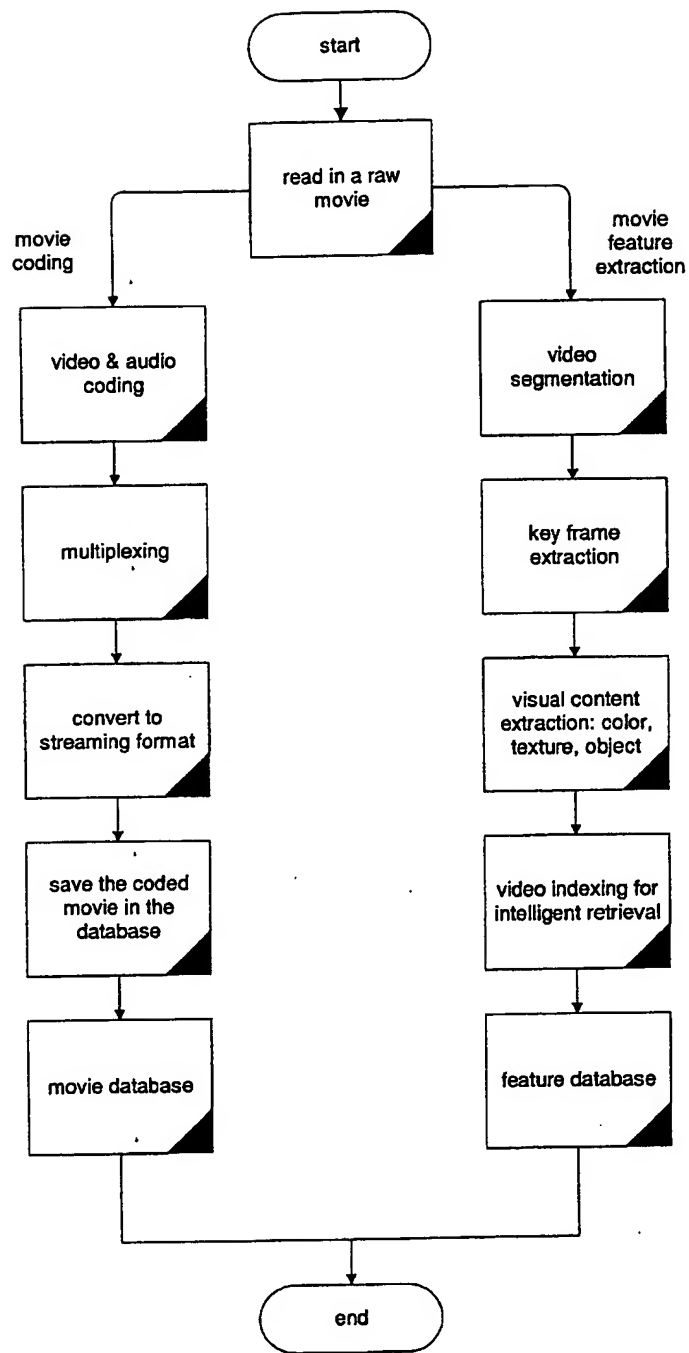 start
read in a raw
movie
movie
coding
movie
feature
extraction
video & audio
coding
video
segmentation
multiplexing
key frame
extraction
convert to
streaming format
visual content
extraction: color,
texture, object
save the coded
movie in the
database
video indexing for
intelligent retrieval
movie database
feature database
end